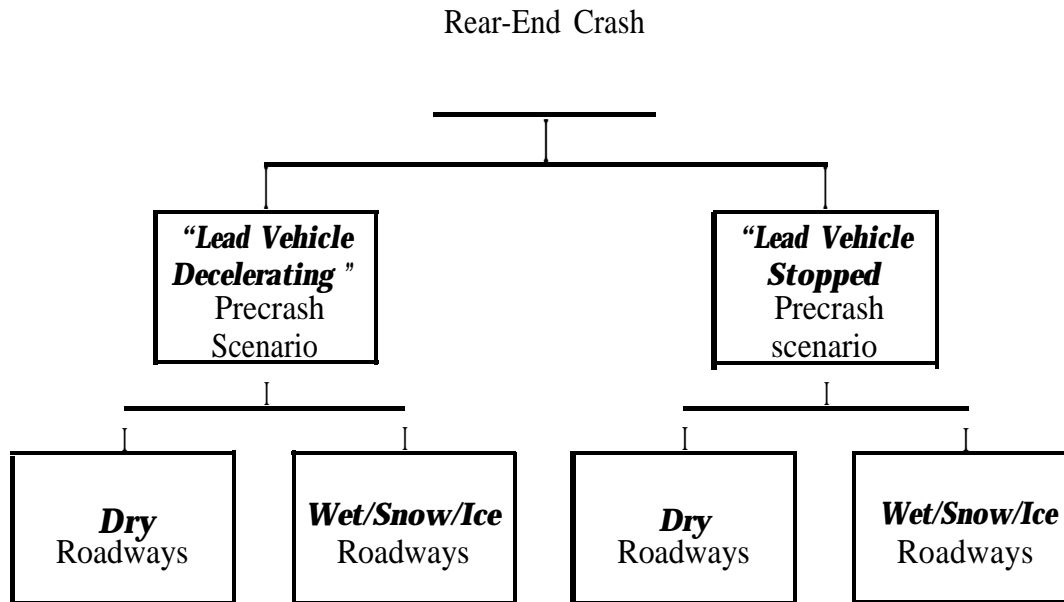 Rear-End Crash
“Lead Vehicle
Decelerating ”
Precrash
Scenario
“Lead Vehicle
Stopped
Precrash
scenario
Dry
Roadways
Wet/Snow/Ice
Roadways
Dry
Roadways
Wet/Snow/Ice
Roadways